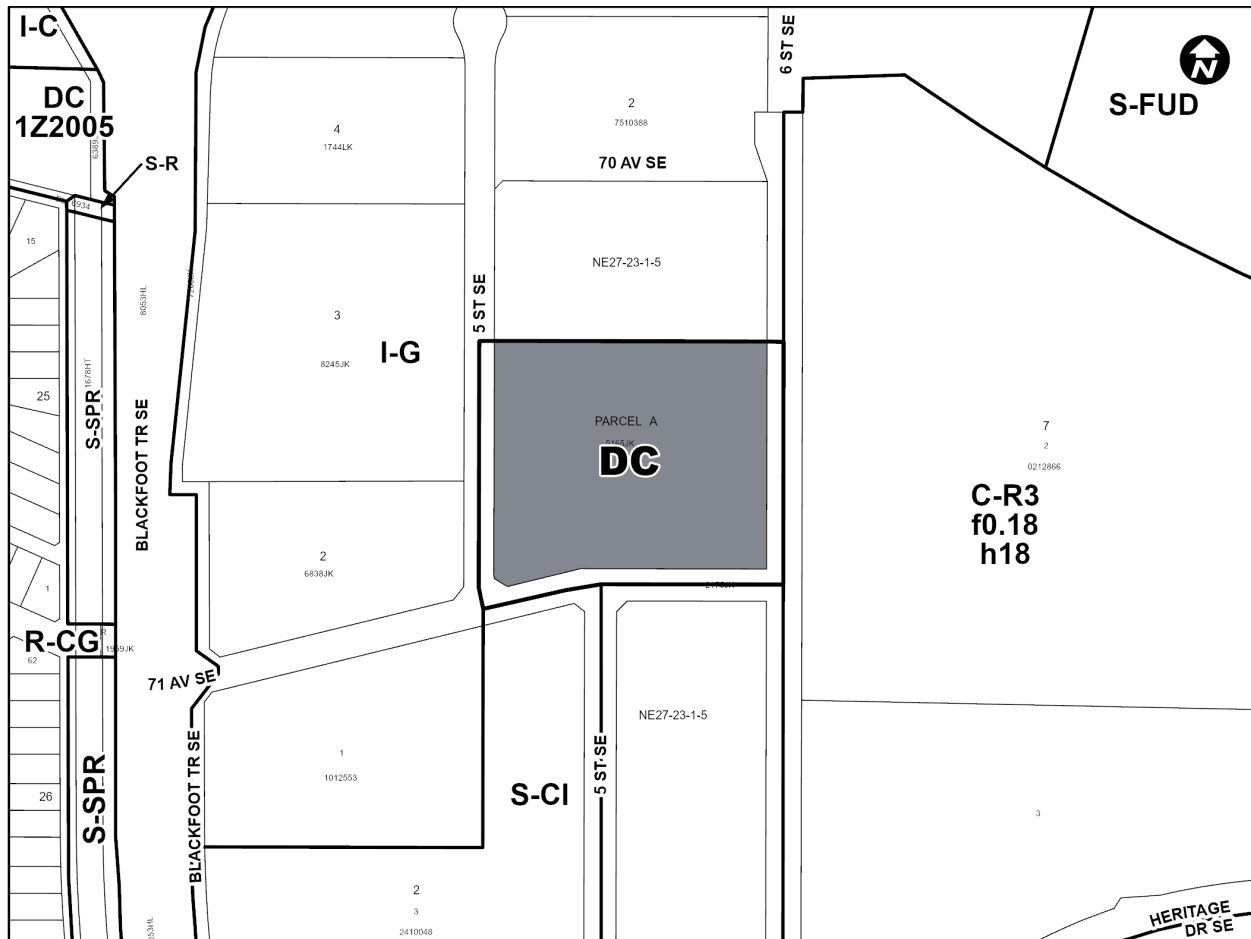 I-C
DC
1Z2005
S-R
6934
15
8053HL
1678HT
25
S-SPR
BLACKFOOT TR SE
1
R-CG
R
1969JK
62
71 AV SE
26
S-SPR
BLACKFOOT TR SE
4
1744LK
3
8245JK
I-G
2
6838JK
1
1012553
2
3
2410048
5 ST SE
6 ST SE
2
7510388
70 AV SE
NE27-23-1-5
PARCEL A
5165JK
DC
NE27-23-1-5
5 ST SE
S-CI
N
S-FUD
7
2
0212866
C-R3
f0.18
h18
3
HERITAGE
DR SE